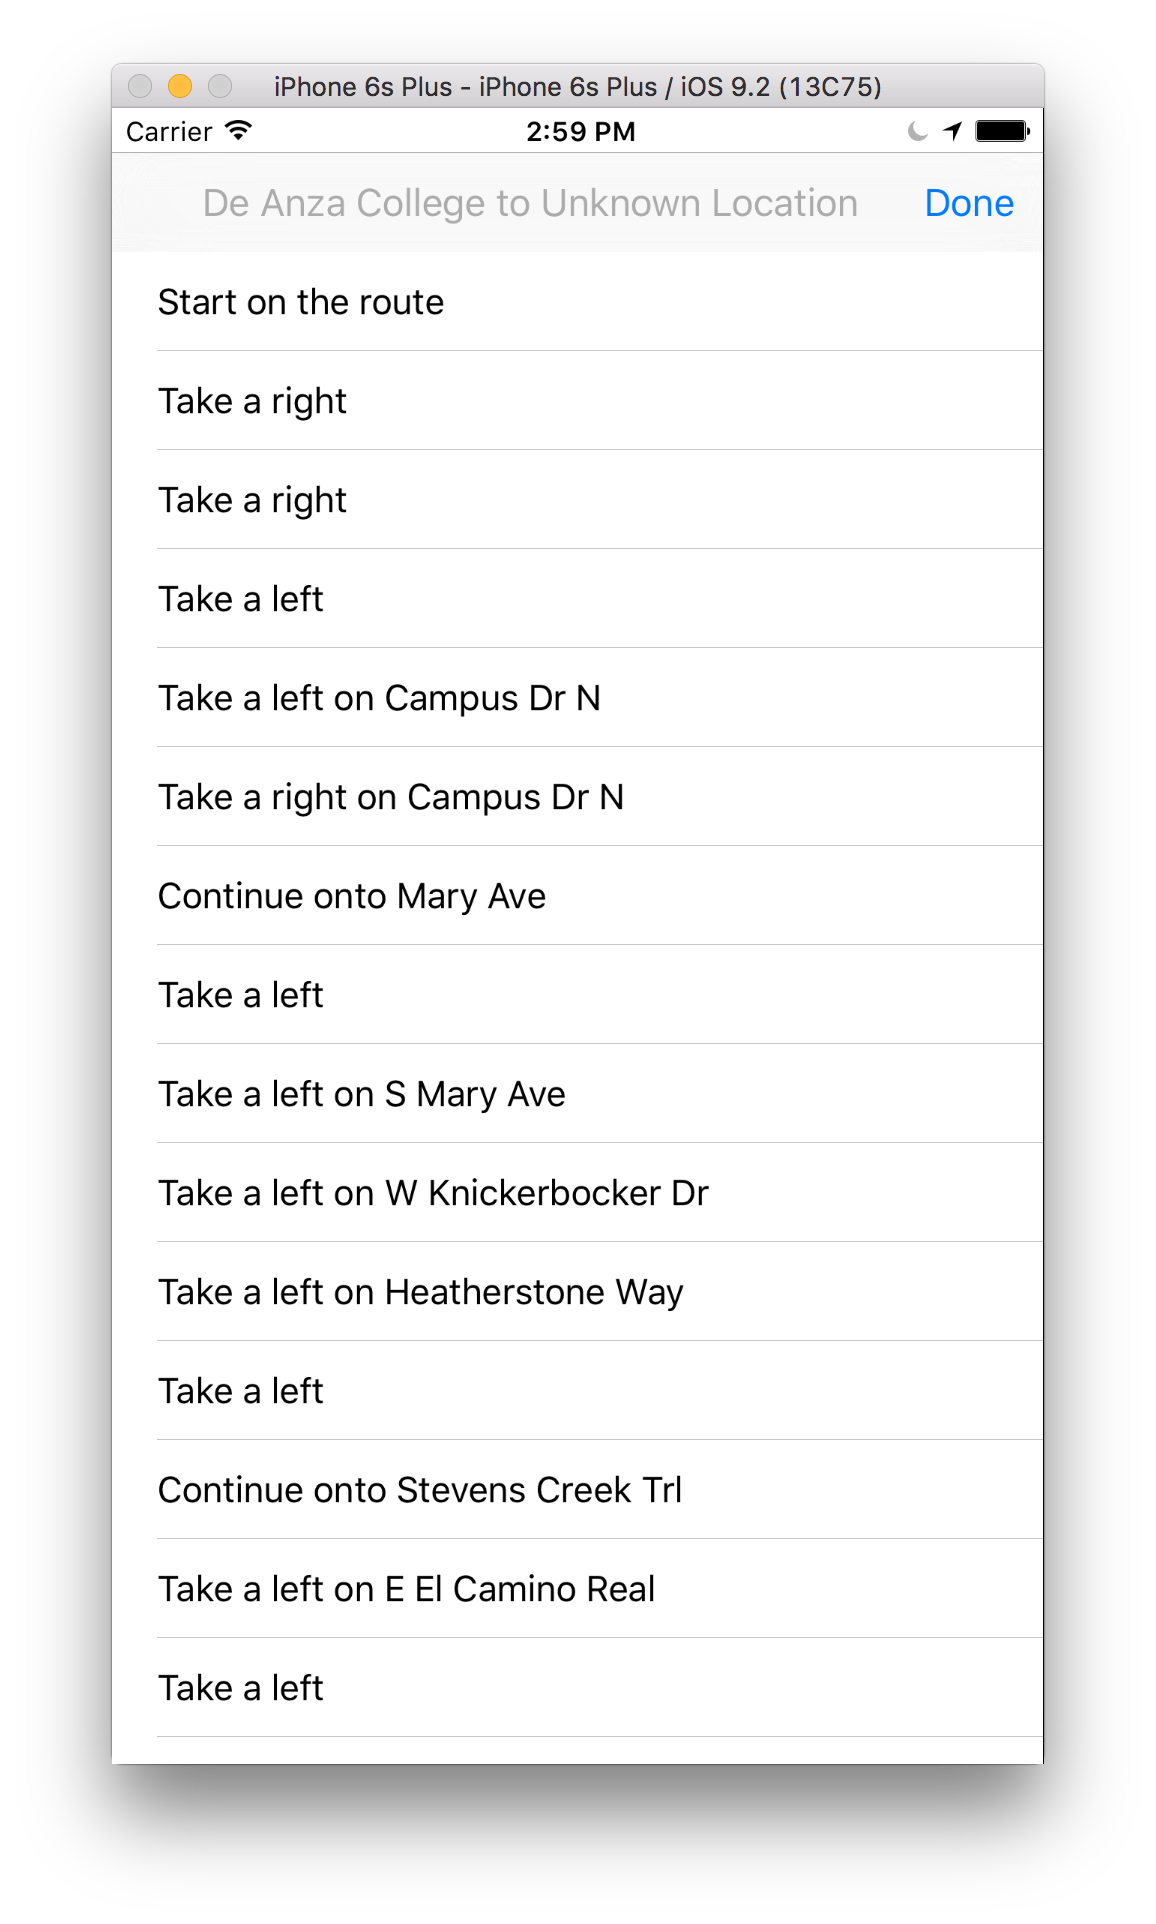 iPhone 6s Plus - iPhone 6s Plus / iOS 9.2 (13C75)
Carrier 2:59 PM
De Anza College to Unknown Location Done
Start on the route
Take a right
Take a right
Take a left
Take a left on Campus Dr N
Take a right on Campus Dr N
Continue onto Mary Ave
Take a left
Take a left on S Mary Ave
Take a left on W Knickerbocker Dr
Take a left on Heatherstone Way
Take a left
Continue onto Stevens Creek Trl
Take a left on E El Camino Real
Take a left